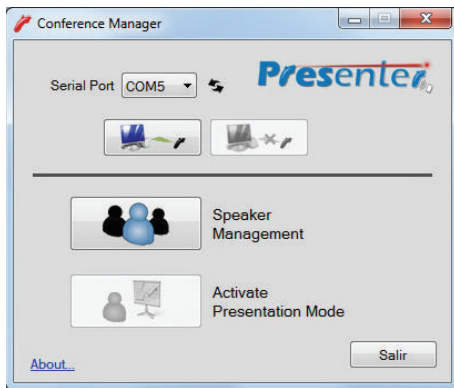 Conference Manager
Serial Port COM5 Presenter
Speaker
Management
Activate
Presentation Mode
About... Salir